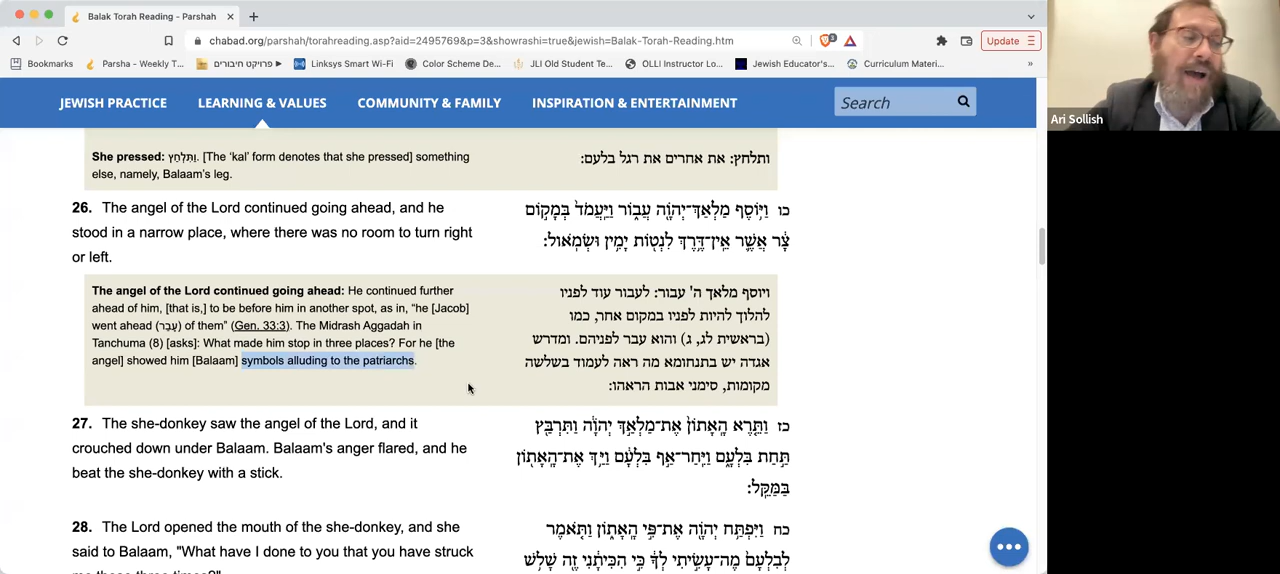 Balak Torah Reading - Parshah
chabad.org/parshah/torahreading.asp?aid=2495769&p=3&showrashi=true&jewish=Balak-Torah-Reading.htm
3
Update
Bookmarks
Parsha - Weekly T...
פרויקט חיבורים
Linksys Smart Wi-Fi
Color Scheme De...
JLI Old Student Te...
OLLI Instructor Lo...
Jewish Educator's...
Curriculum Materi...
JEWISH PRACTICE
LEARNING & VALUES
COMMUNITY & FAMILY
INSPIRATION & ENTERTAINMENT
Search
Ari Sollish
She pressed: וַתִּלְחַץ. [The 'kal' form denotes that she pressed] something
else, namely, Balaam's leg.
ותלחץ: את אחרים את רגל בלעם:
26. The angel of the Lord continued going ahead, and he
stood in a narrow place, where there was no room to turn right
or left.
כו וַיּ֥וֹסֶף מַלְאַךְ־יְהֹוָ֖ה עֲב֑וֹר וַיַּֽעֲמֹד֙ בְּמָק֣וֹם
צָ֔ר אֲשֶׁ֛ר אֵֽין־דֶּ֥רֶךְ לִנְט֖וֹת יָמִ֥ין וּשְׂמֹֽאול:
The angel of the Lord continued going ahead: He continued further
ahead of him, [that is,] to be before him in another spot, as in, "he [Jacob]
went ahead (עָבַר) of them" (Gen. 33:3). The Midrash Aggadah in
Tanchuma (8) [asks]: What made him stop in three places? For he [the
angel] showed him [Balaam] symbols alluding to the patriarchs.
ויוסף מלאך ה' עבור: לעבור עוד לפניו
להלוך להיות לפניו במקום אחר, כמו
(בראשית לג, ג) והוא עבר לפניהם. ומדרש
אגדה יש בתנחומא מה ראה לעמוד בשלשה
מקומות, סימני אבות הראהו:
27. The she-donkey saw the angel of the Lord, and it
crouched down under Balaam. Balaam's anger flared, and he
beat the she-donkey with a stick.
כז וַתֵּ֤רֶא הָֽאָתוֹן֙ אֶת־מַלְאַ֣ךְ יְהֹוָ֔ה וַתִּרְבַּ֖ץ
תַּ֣חַת בִּלְעָ֑ם וַיִּֽחַר־אַ֣ף בִּלְעָ֔ם וַיַּ֥ךְ אֶת־הָֽאָת֖וֹן
בַּמַּקֵּֽל:
28. The Lord opened the mouth of the she-donkey, and she
said to Balaam, "What have I done to you that you have struck
me these three times?"
כח וַיִּפְתַּ֥ח יְהֹוָ֖ה אֶת־פִּ֣י הָֽאָת֑וֹן וַתֹּ֤אמֶר
לְבִלְעָם֙ מֶֽה־עָשִׂ֣יתִי לְךָ֔ כִּ֣י הִכִּיתַ֔נִי זֶ֖ה שָׁל֥שׁ